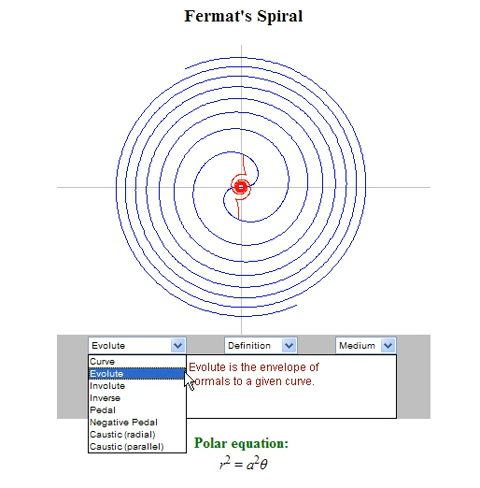 Fermat's Spiral
Evolute Definition Medium
Curve
Evolute
Involute
Inverse
Pedal
Negative Pedal
Caustic (radial)
Caustic (parallel)
Evolute is the envelope of
ormals to a given curve.
Polar equation:
r² = a²θ